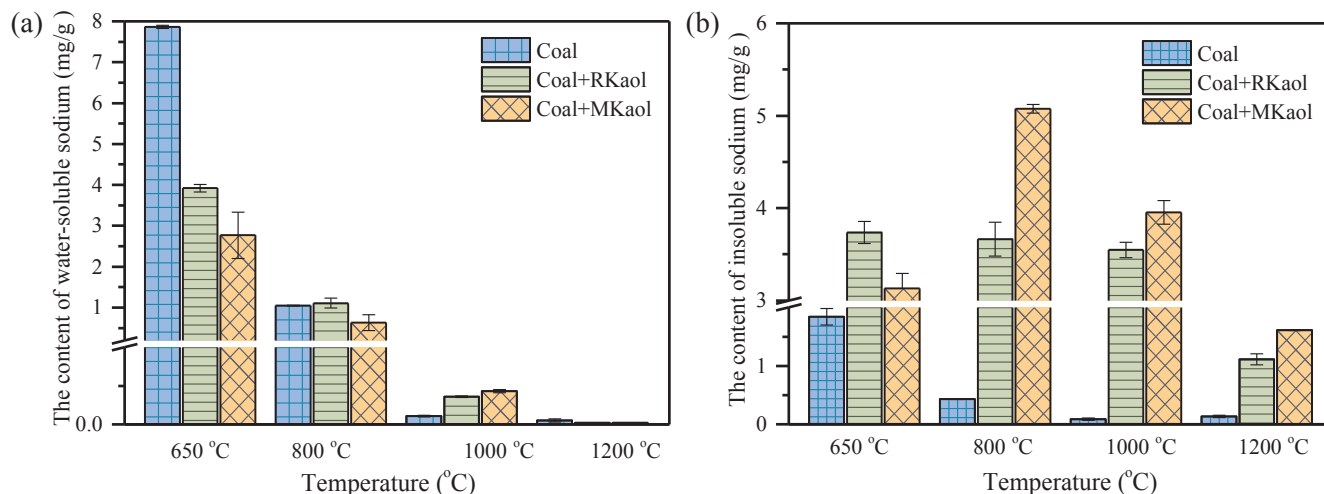 (a)
The content of water-soluble sodium (mg/g)
8
7
6
5
4
3
2
1
0.0
Coal
Coal+RKaol
Coal+MKaol
650 °C
800 °C
1000 °C
1200 °C
Temperature (°C)
(b)
The content of insoluble sodium (mg/g)
6
5
4
3
1
0
Coal
Coal+RKaol
Coal+MKaol
650 °C
800 °C
1000 °C
1200 °C
Temperature (°C)